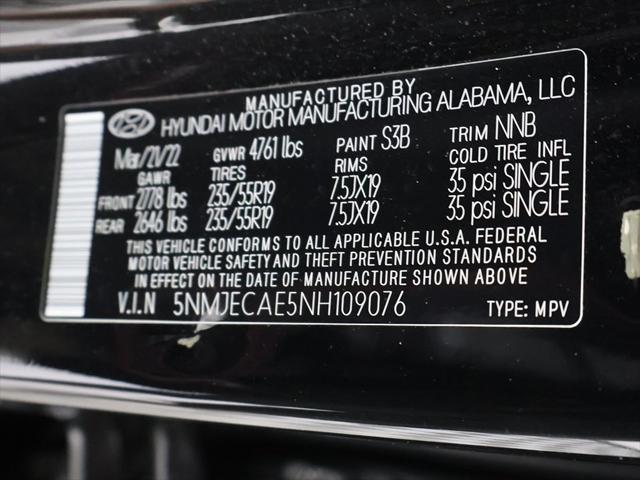 MANUFACTURED BY
HYUNDAI MOTOR MANUFACTURING ALABAMA, LLC
Mar/21/22 GVWR 4761 lbs PAINT S3B TRIM NNB
GAWR TIRES RIMS COLD TIRE INFL
FRONT 2778 lbs 235/55R19 7.5JX19 35 psi SINGLE
REAR 2646 lbs 235/55R19 7.5JX19 35 psi SINGLE
THIS VEHICLE CONFORMS TO ALL APPLICABLE U.S.A. FEDERAL
MOTOR VEHICLE SAFETY AND THEFT PREVENTION STANDARDS
IN EFFECT ON THE DATE OF MANUFACTURE SHOWN ABOVE
V.I.N 5NMJECAE5NH109076 TYPE: MPV